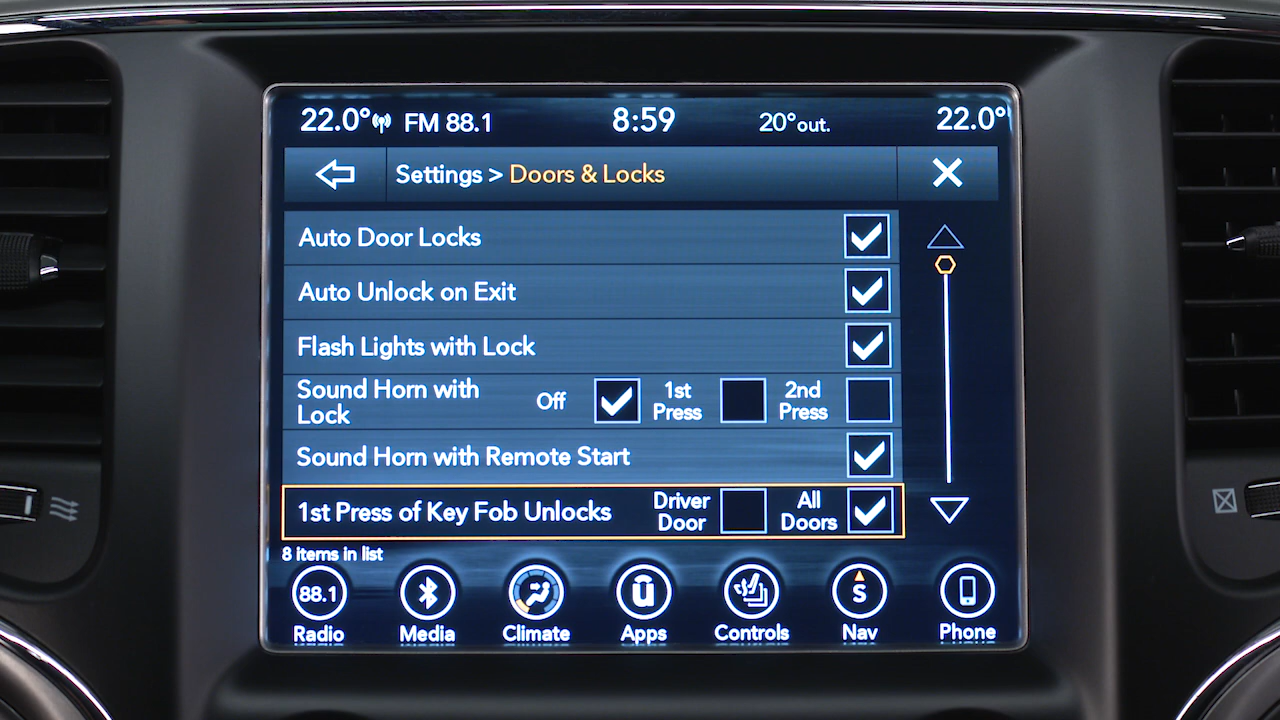 22.0° FM 88.1 8:59 20°out. 22.0°
Settings > Doors & Locks
Auto Door Locks
Auto Unlock on Exit
Flash Lights with Lock
Sound Horn with
Lock
Off
1st
Press
2nd
Press
Sound Horn with Remote Start
1st Press of Key Fob Unlocks
Driver
Door
All
Doors
8 items in list
88.1
S
Radio Media Climate Apps Controls Nav Phone